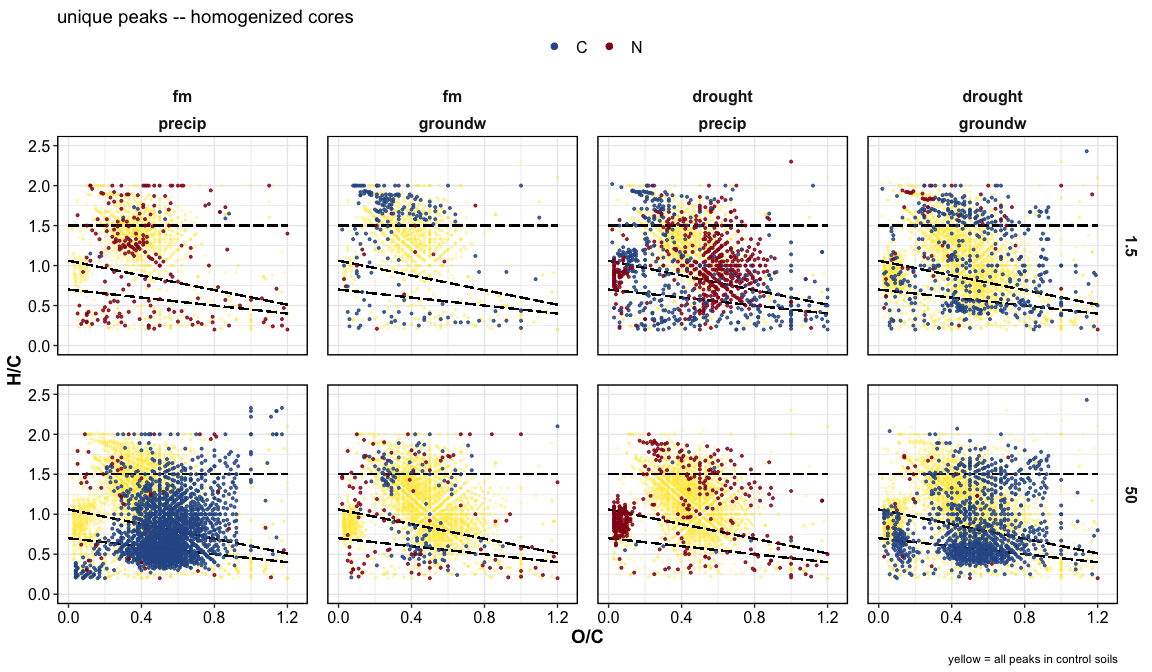 unique peaks -- homogenized cores
C N
fm fm drought drought
precip groundw precip groundw
2.5
2.0
1.5
1.0
0.5
0.0
1.5
H/C
2.5
2.0
1.5
1.0
0.5
0.0
50
0.0 0.4 0.8 1.2 0.0 0.4 0.8 1.2 0.0 0.4 0.8 1.2 0.0 0.4 0.8 1.2
O/C
yellow = all peaks in control soils